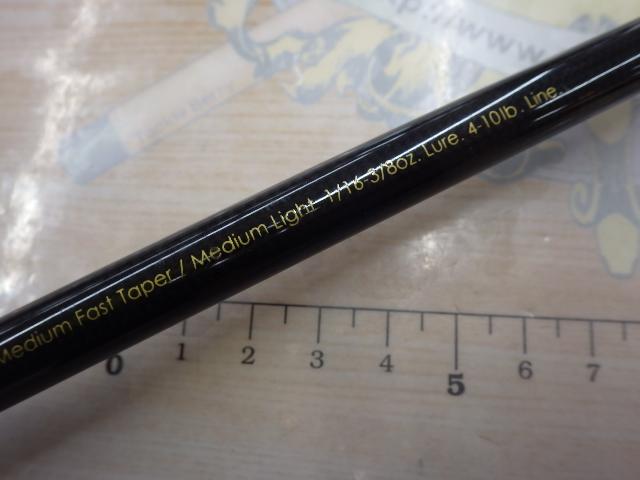 ://www.
Medium Fast Taper / Medium-Light 1/16-3/8oz. Lure. 4-10lb. Line.
0 1 2 3 4 5 6 7